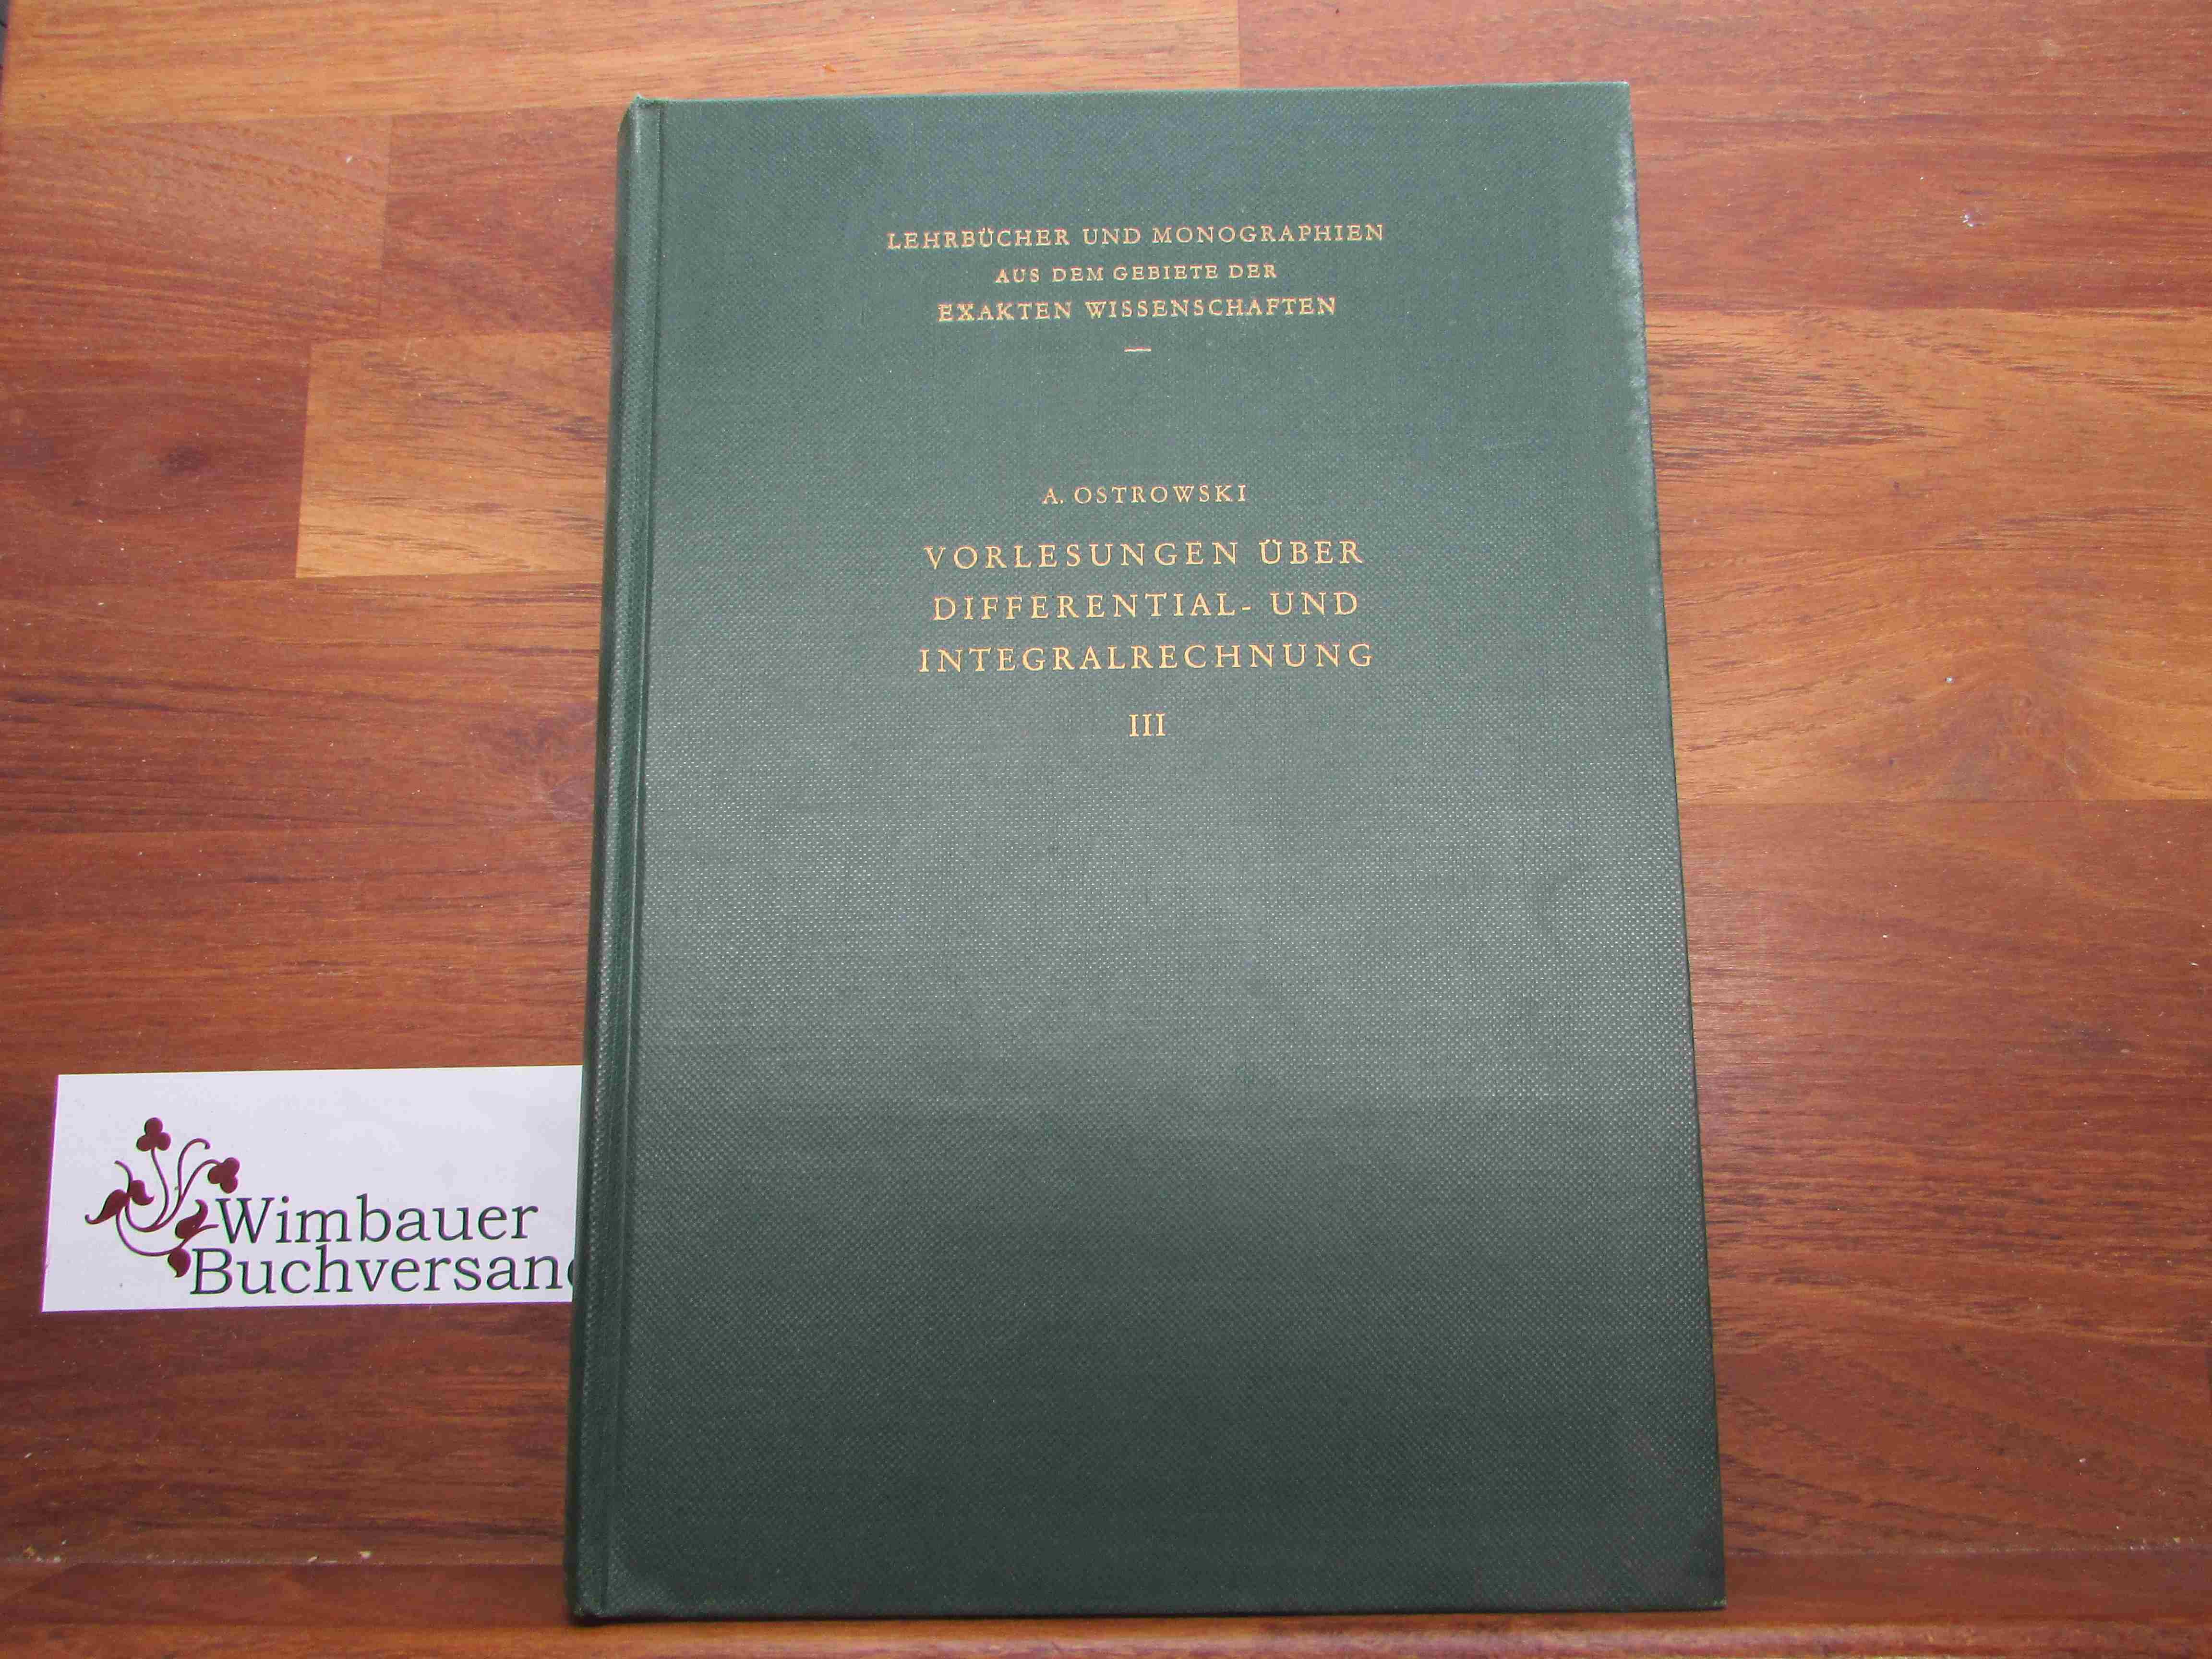 LEHRBÜCHER UND MONOGRAPHIEN
AUS DEM GEBIETE DER
EXAKTEN WISSENSCHAFTEN
—
A. OSTROWSKI
VORLESUNGEN ÜBER
DIFFERENTIAL- UND
INTEGRALRECHNUNG
III
Wimbauer
Buchversand